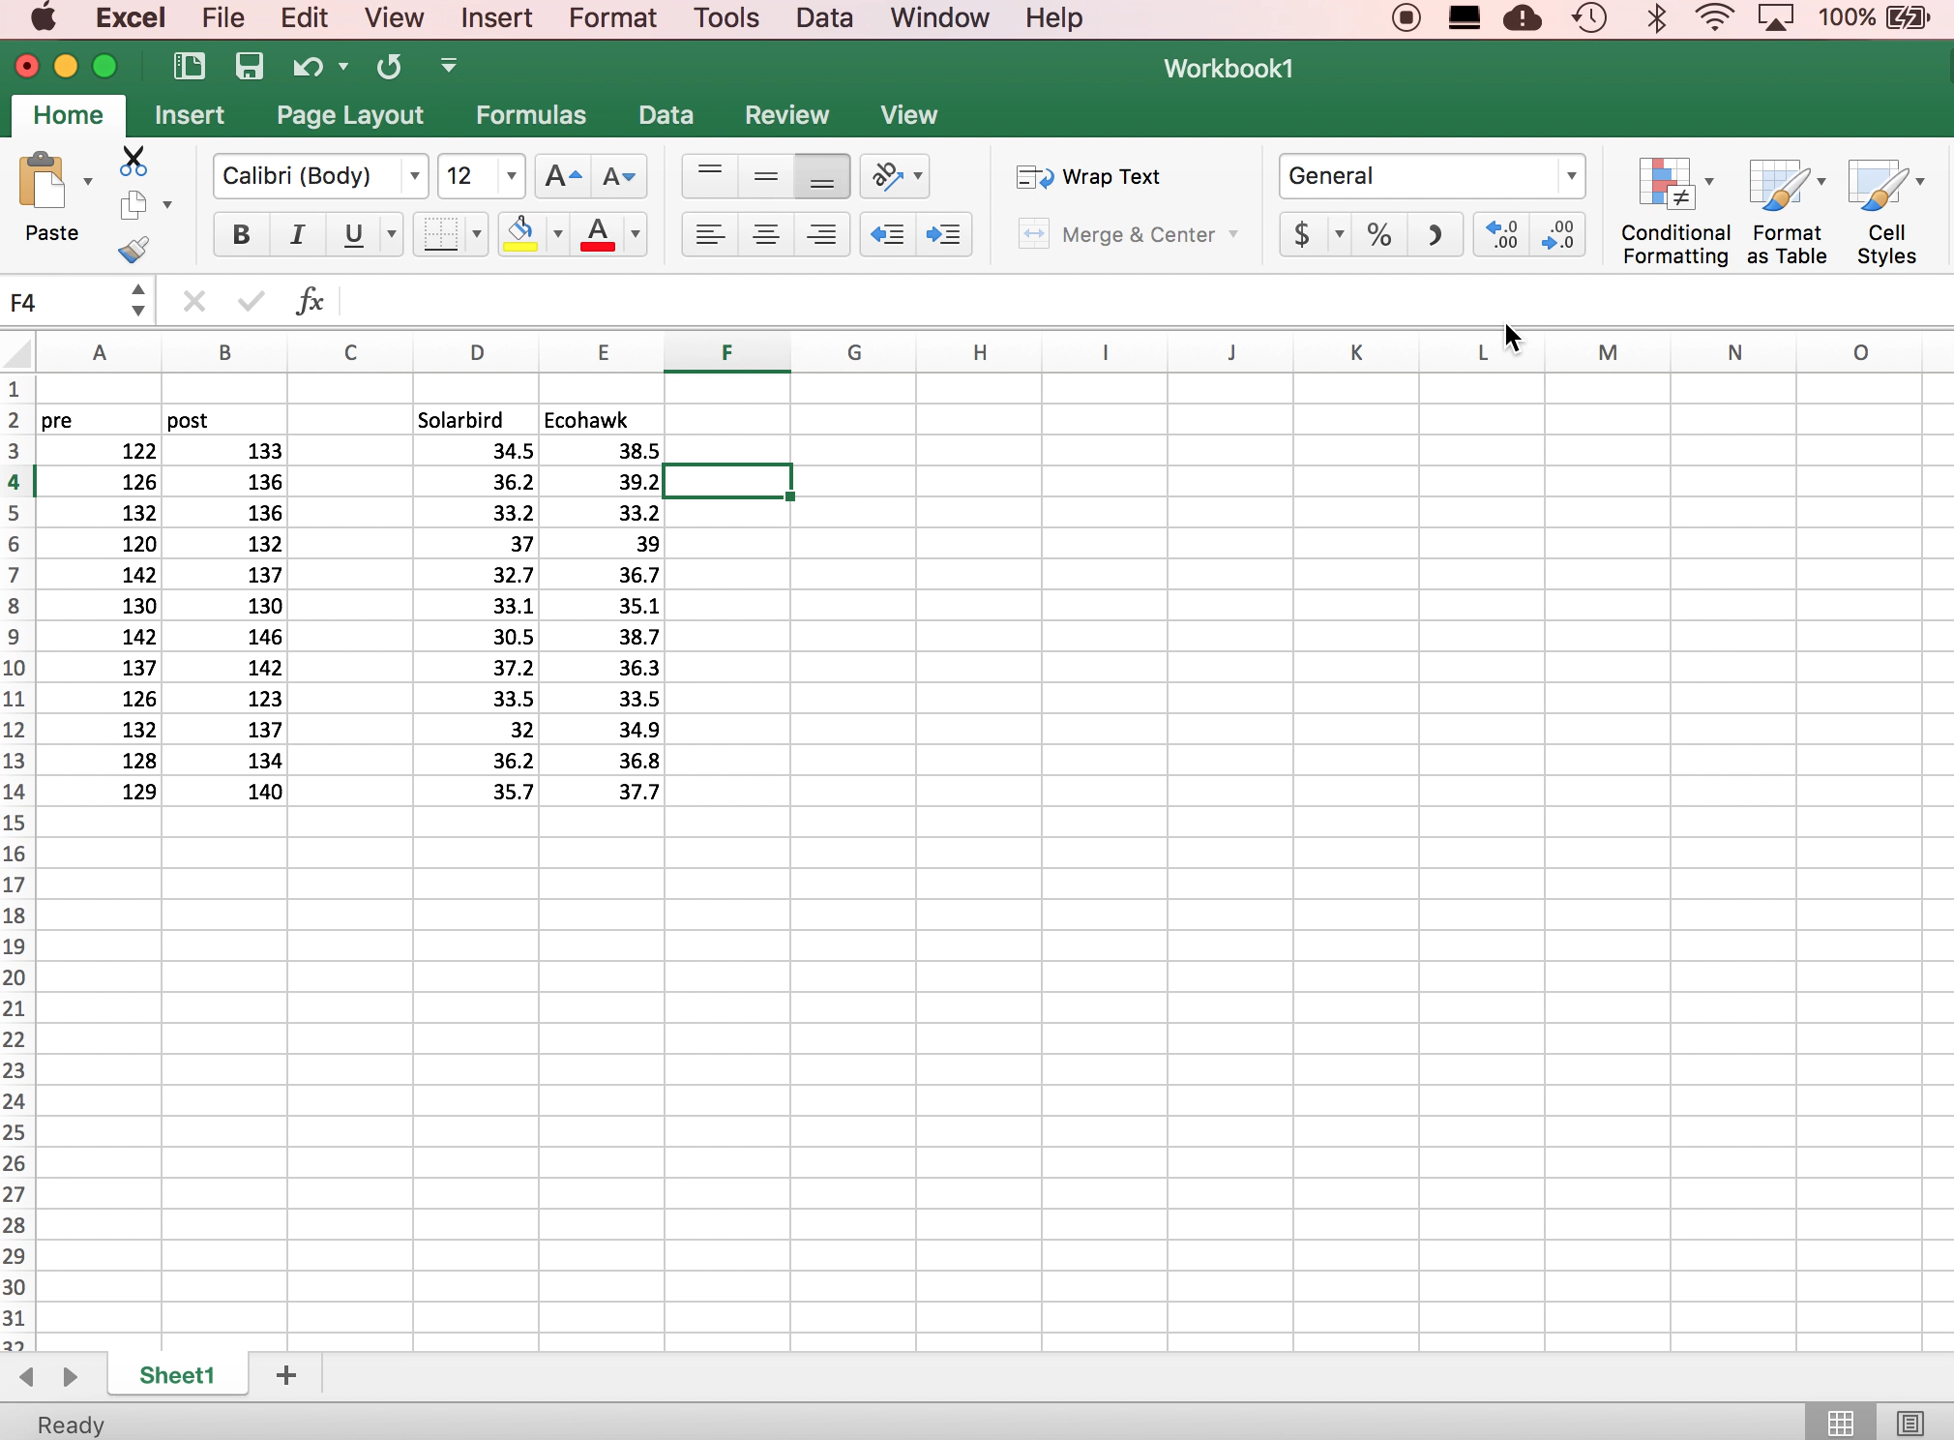 Excel File Edit View Insert Format Tools Data Window Help 100%
Workbook1
Home Insert Page Layout Formulas Data Review View
Calibri (Body) 12 A A ab Wrap Text General
Paste B I U A Merge & Center $ % .0 .00 .00 .0 Conditional Formatting Format as Table Cell Styles
F4 fx
A B C D E F G H I J K L M N O
1
2 pre post Solarbird Ecohawk
3 122 133 34.5 38.5
4 126 136 36.2 39.2
5 132 136 33.2 33.2
6 120 132 37 39
7 142 137 32.7 36.7
8 130 130 33.1 35.1
9 142 146 30.5 38.7
10 137 142 37.2 36.3
11 126 123 33.5 33.5
12 132 137 32 34.9
13 128 134 36.2 36.8
14 129 140 35.7 37.7
15
16
17
18
19
20
21
22
23
24
25
26
27
28
29
30
31
32
Sheet1
Ready